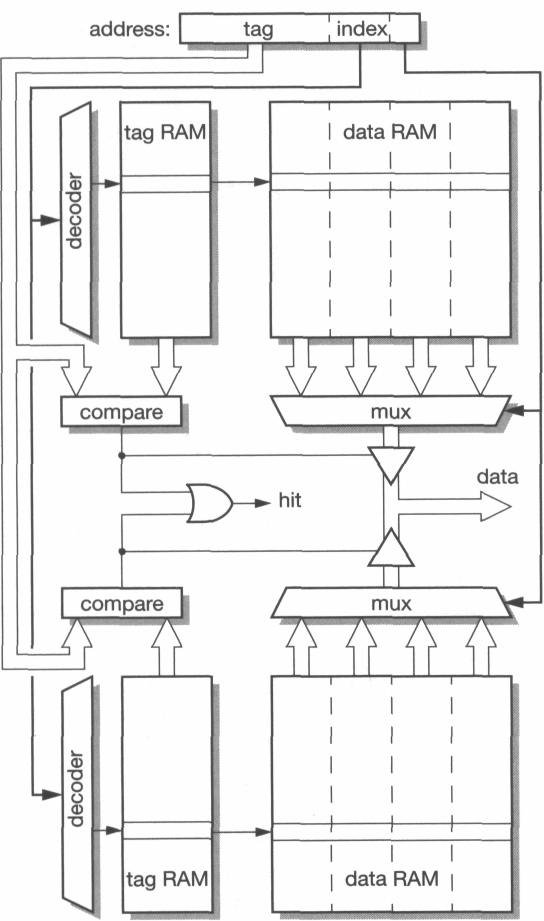 address: tag index
tag RAM
data RAM
decoder
compare
mux
data
hit
compare
mux
decoder
tag RAM
data RAM